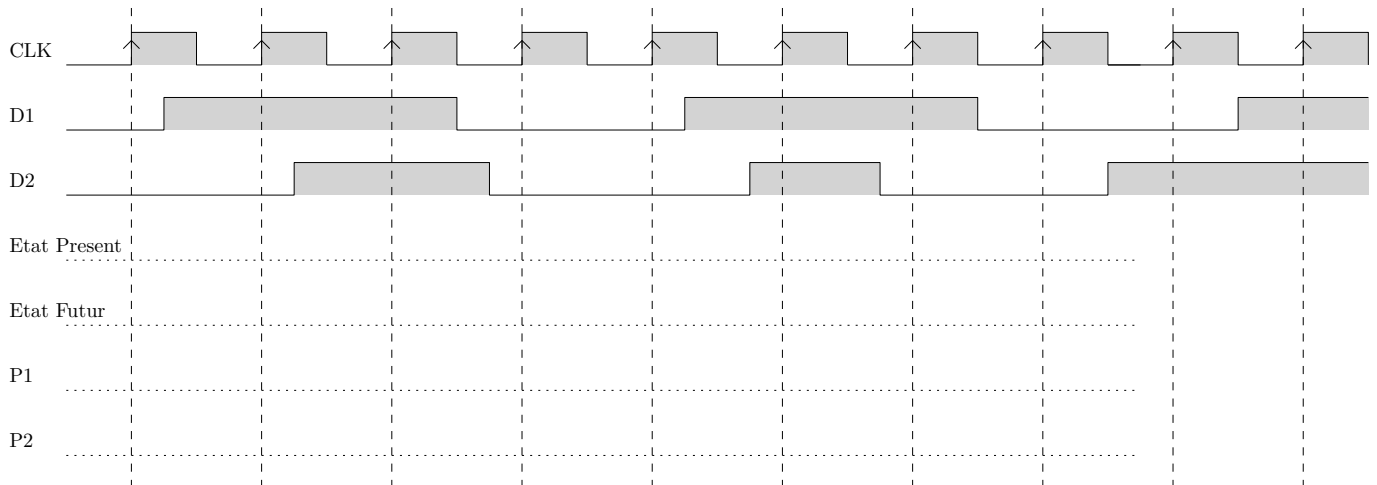 CLK
D1
D2
Etat Present
Etat Futur
P1
P2